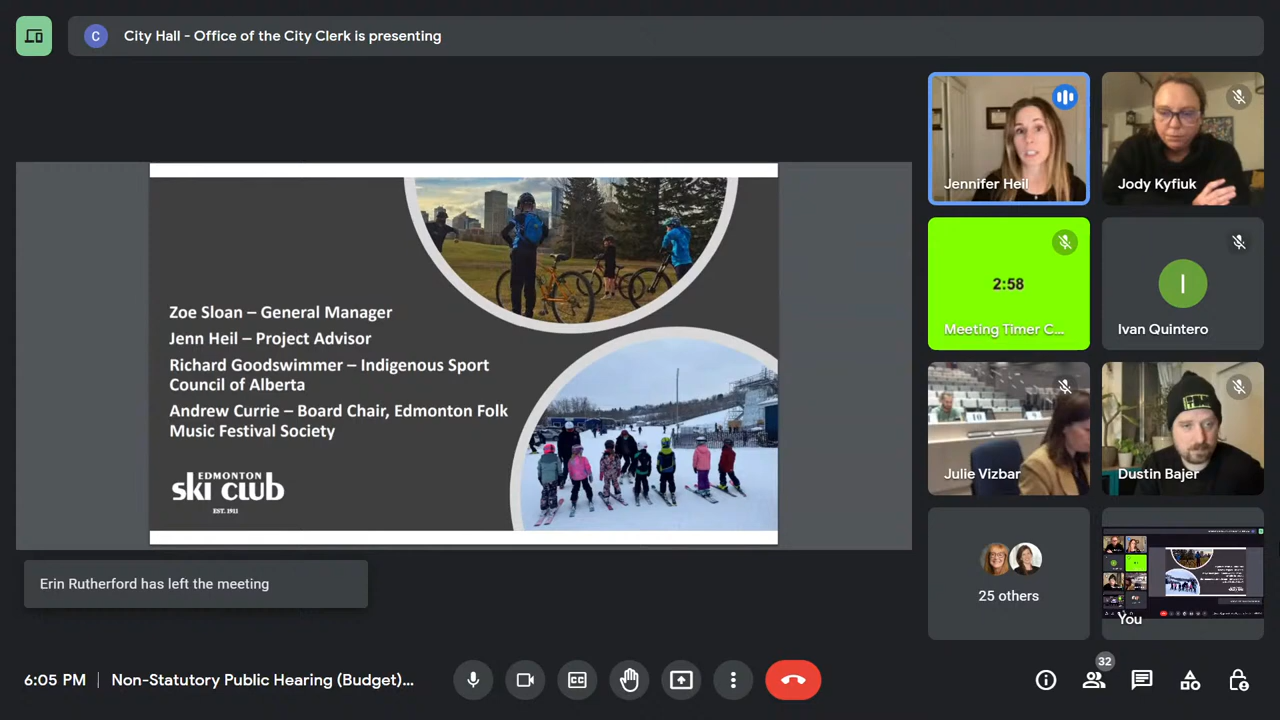 C
City Hall - Office of the City Clerk is presenting
Zoe Sloan – General Manager
Jenn Heil – Project Advisor
Richard Goodswimmer – Indigenous Sport
Council of Alberta
Andrew Currie – Board Chair, Edmonton Folk
Music Festival Society
EDMONTON
ski club
EST. 1911
Jennifer Heil
Jody Kyfiuk
2:58
Meeting Timer C...
I
Ivan Quintero
Julie Vizbar
Dustin Bajer
25 others
You
Erin Rutherford has left the meeting
6:05 PM
Non-Statutory Public Hearing (Budget)...
32